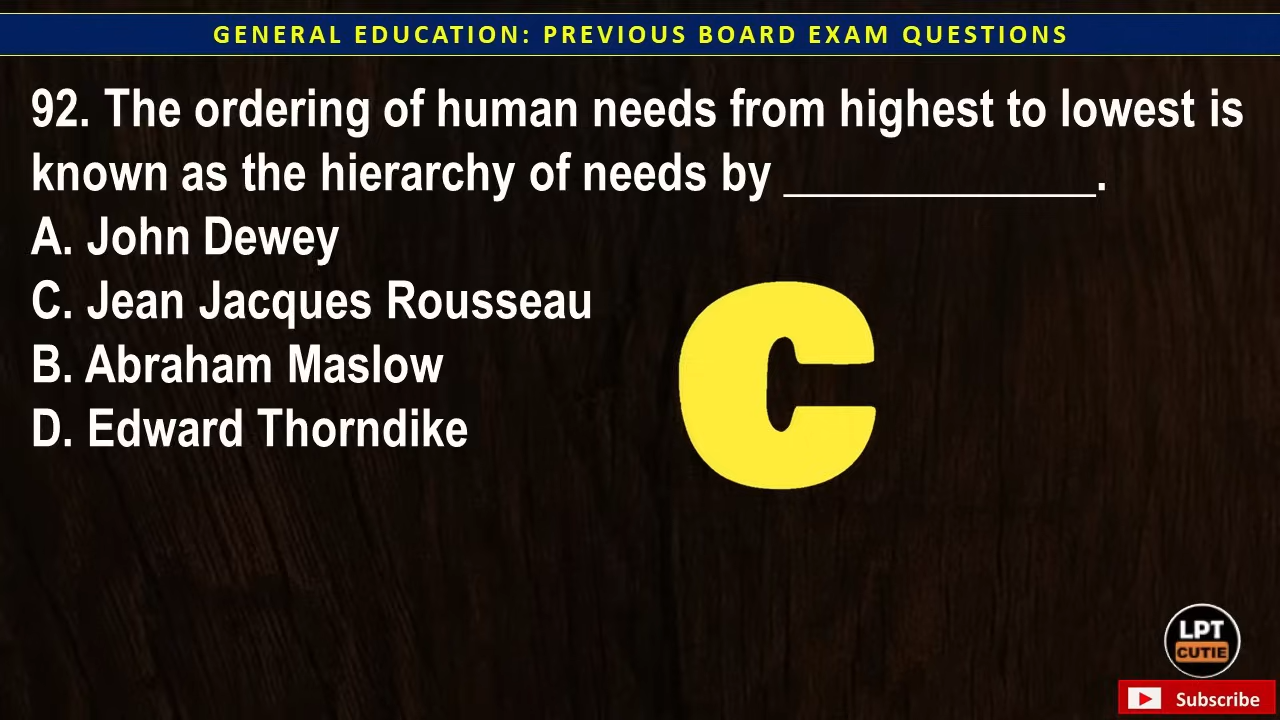 GENERAL EDUCATION: PREVIOUS BOARD EXAM QUESTIONS
92. The ordering of human needs from highest to lowest is
known as the hierarchy of needs by ______________.
A. John Dewey
C. Jean Jacques Rousseau
B. Abraham Maslow
D. Edward Thorndike
C
LPT
CUTIE
Subscribe